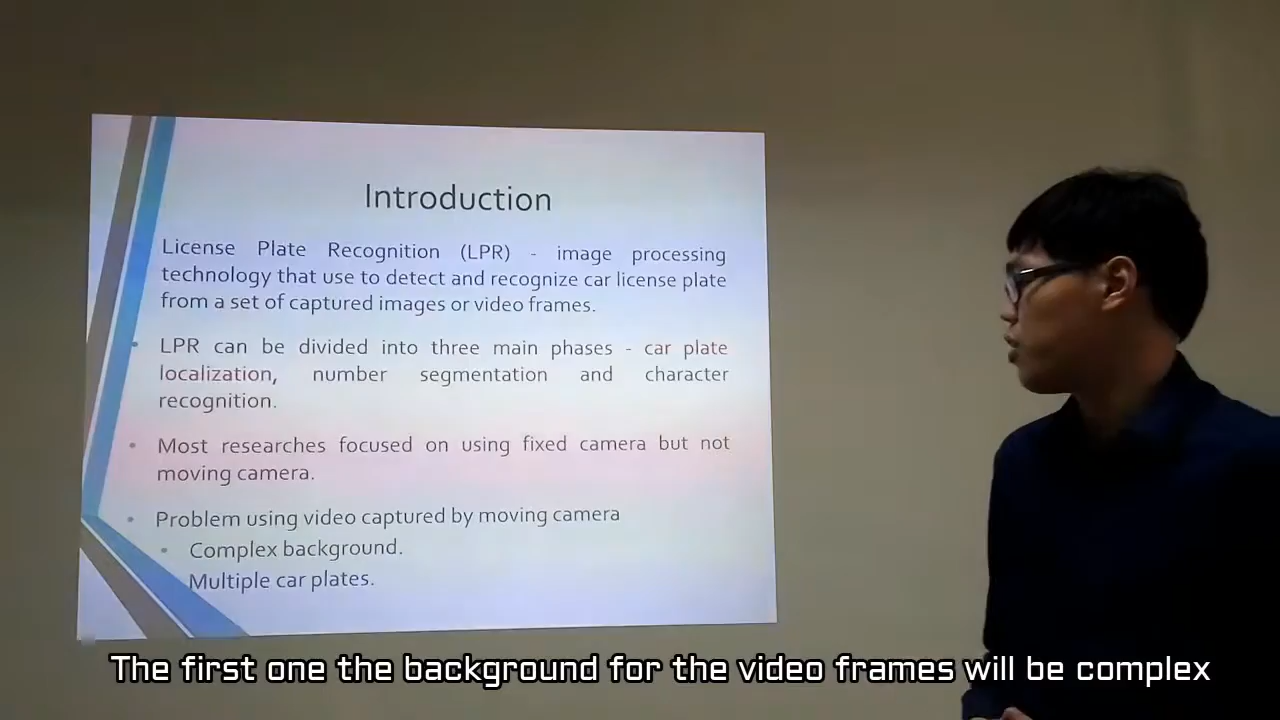 Introduction
License Plate Recognition (LPR) - image processing
technology that use to detect and recognize car license plate
from a set of captured images or video frames.
• LPR can be divided into three main phases - car plate
localization, number segmentation and character
recognition.
• Most researches focused on using fixed camera but not
moving camera.
• Problem using video captured by moving camera
• Complex background.
Multiple car plates.
The first one the background for the video frames will be complex